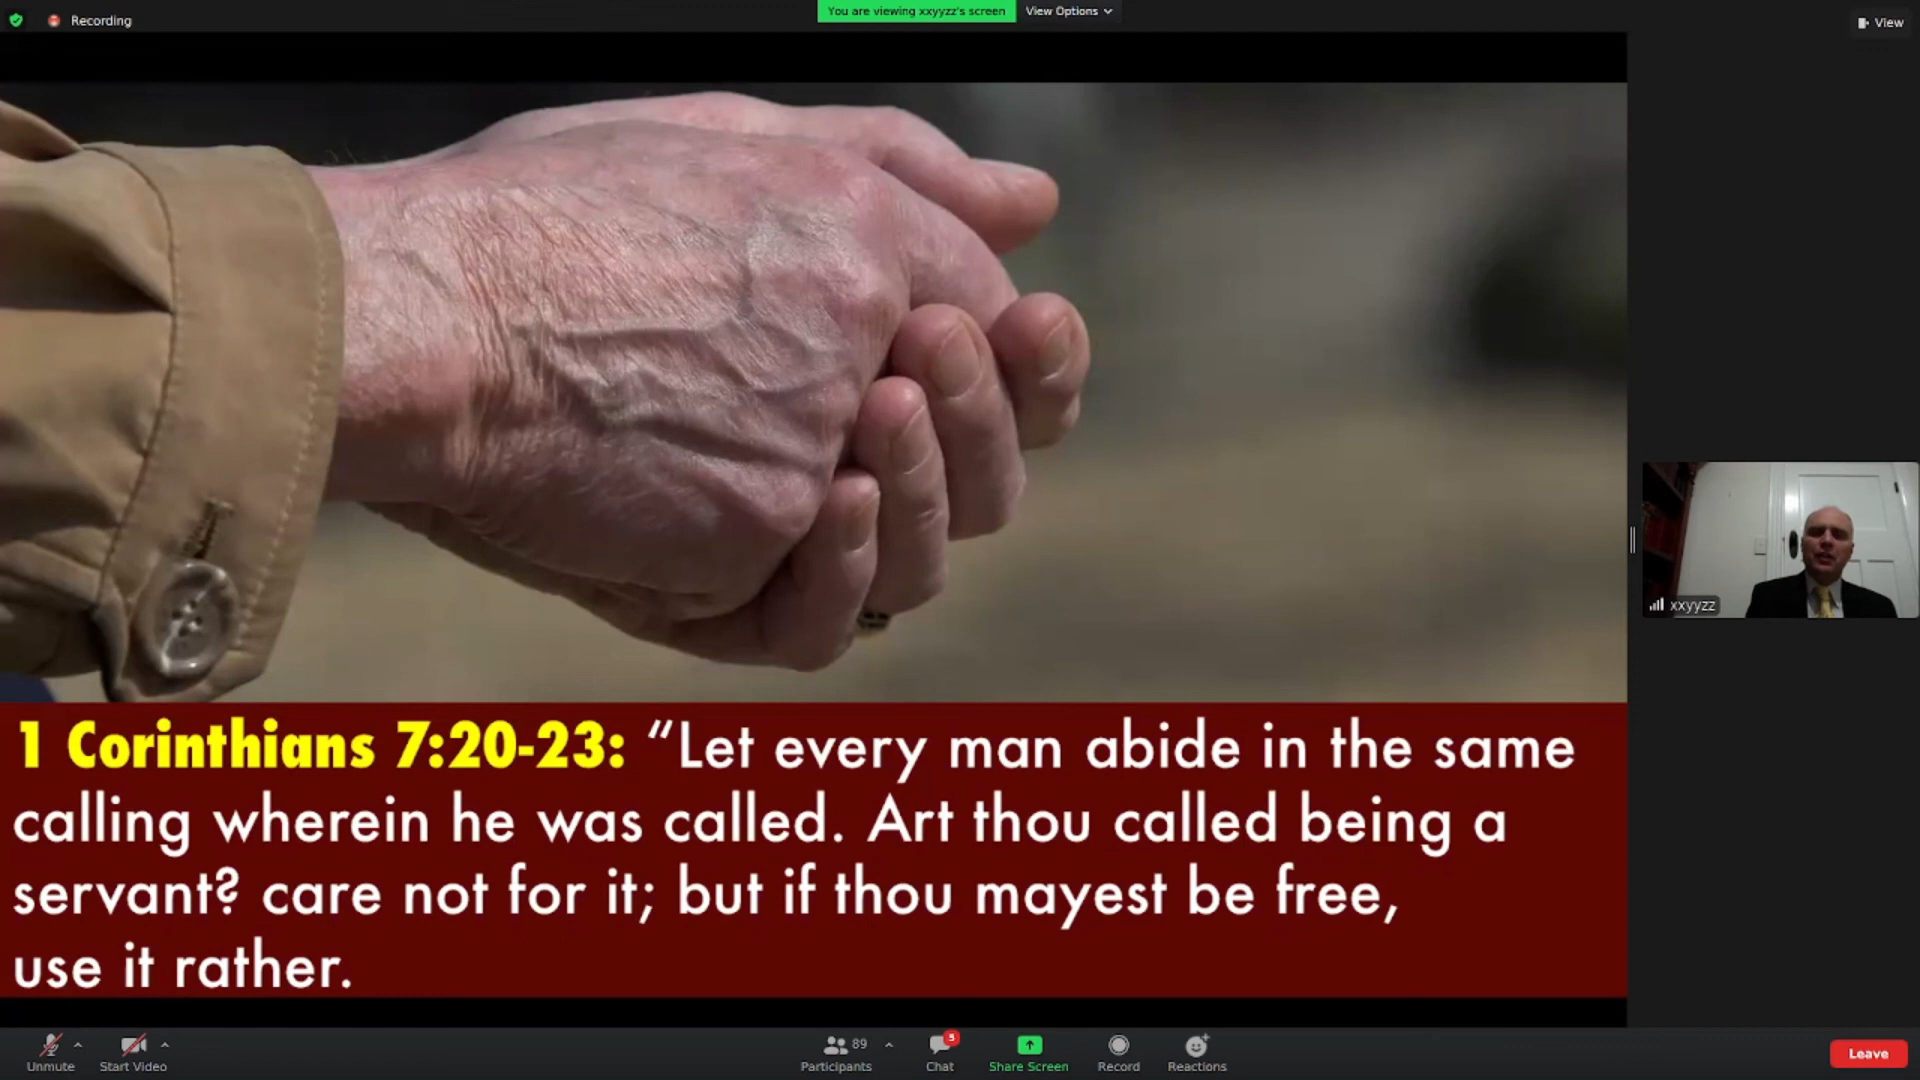 Recording
You are viewing xxyyzz's screen
View Options
View
xxyyzz
1 Corinthians 7:20-23: “Let every man abide in the same
calling wherein he was called. Art thou called being a
servant? care not for it; but if thou mayest be free,
use it rather.
Unmute
Start Video
89
Participants
5
Chat
Share Screen
Record
Reactions
Leave